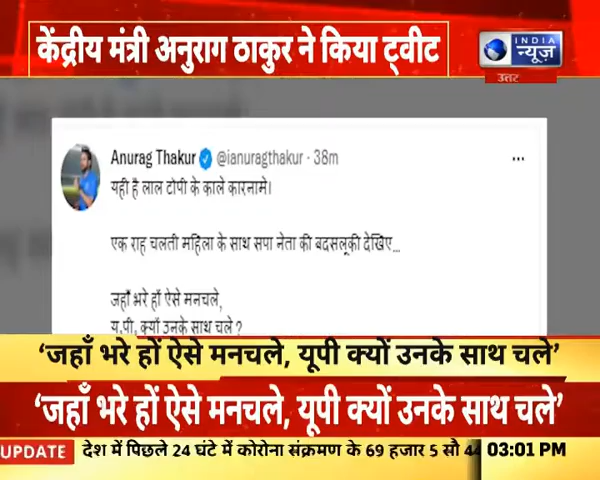 केंद्रीय मंत्री अनुराग ठाकुर ने किया ट्वीट
INDIA
न्यूज़
उत्तर
Anurag Thakur @ianuragthakur · 38m
यही है लाल टोपी के काले कारनामे।
एक राह चलती महिला के साथ सपा नेता की बदसलूकी देखिए...
जहाँ भरे हों ऐसे मनचले,
यू.पी. क्यों उनके साथ चले ?
‘जहाँ भरे हों ऐसे मनचले, यूपी क्यों उनके साथ चले’
‘जहाँ भरे हों ऐसे मनचले, यूपी क्यों उनके साथ चले’
UPDATE देश में पिछले 24 घंटे में कोरोना संक्रमण के 69 हजार 5 सौ 03:01 PM